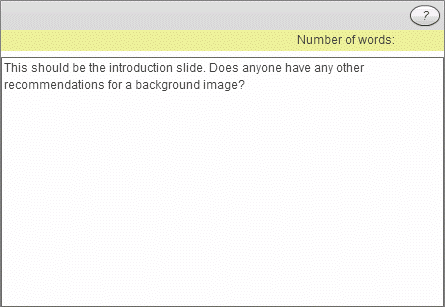 ?
Number of words:
This should be the introduction slide. Does anyone have any other
recommendations for a background image?